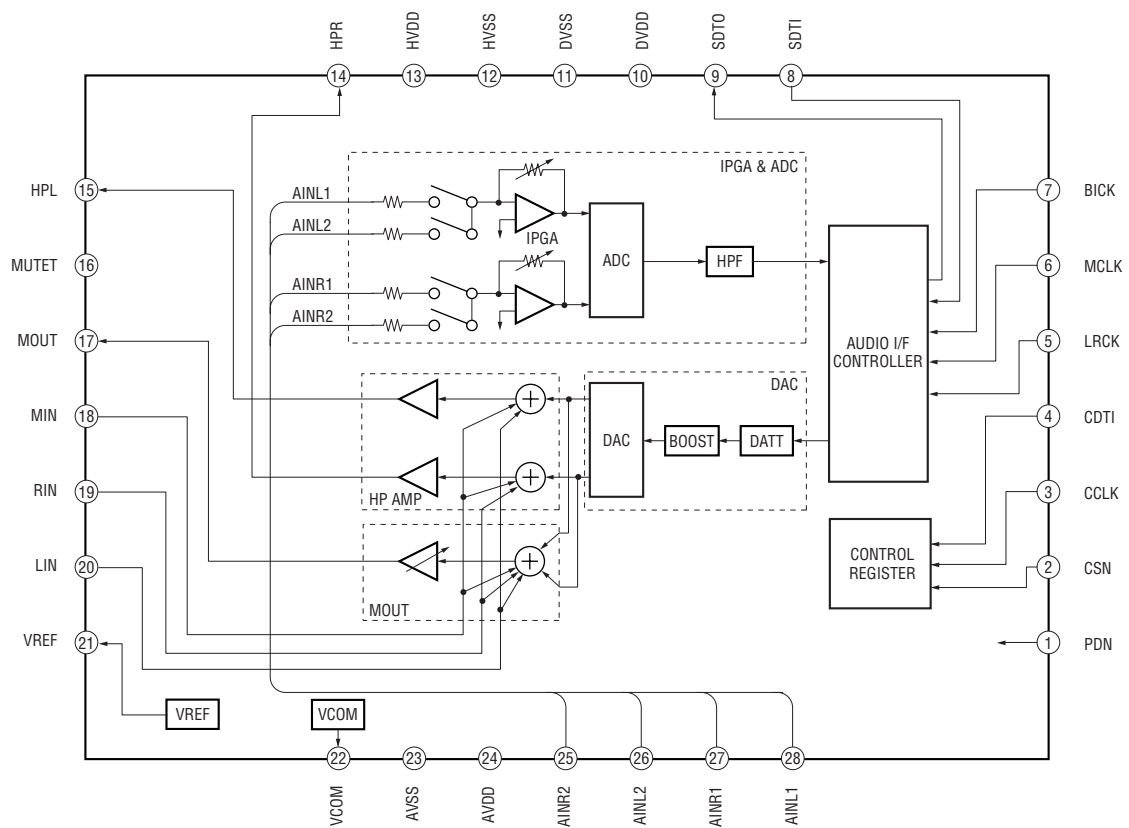 HPR
HVDD
HVSS
DVSS
DVDD
SDTO
SDTI
14
13
12
11
10
9
8
IPGA & ADC
HPL
15
AINL1
7
BICK
AINL2
IPGA
ADC
HPF
MUTET
16
6
MCLK
AINR1
AINR2
MOUT
17
AUDIO I/F
CONTROLLER
5
LRCK
DAC
MIN
18
DAC
BOOST
DATT
4
CDTI
RIN
19
HP AMP
3
CCLK
LIN
20
CONTROL
REGISTER
2
CSN
MOUT
VREF
21
1
PDN
VREF
VCOM
22
23
24
25
26
27
28
VCOM
AVSS
AVDD
AINR2
AINL2
AINR1
AINL1